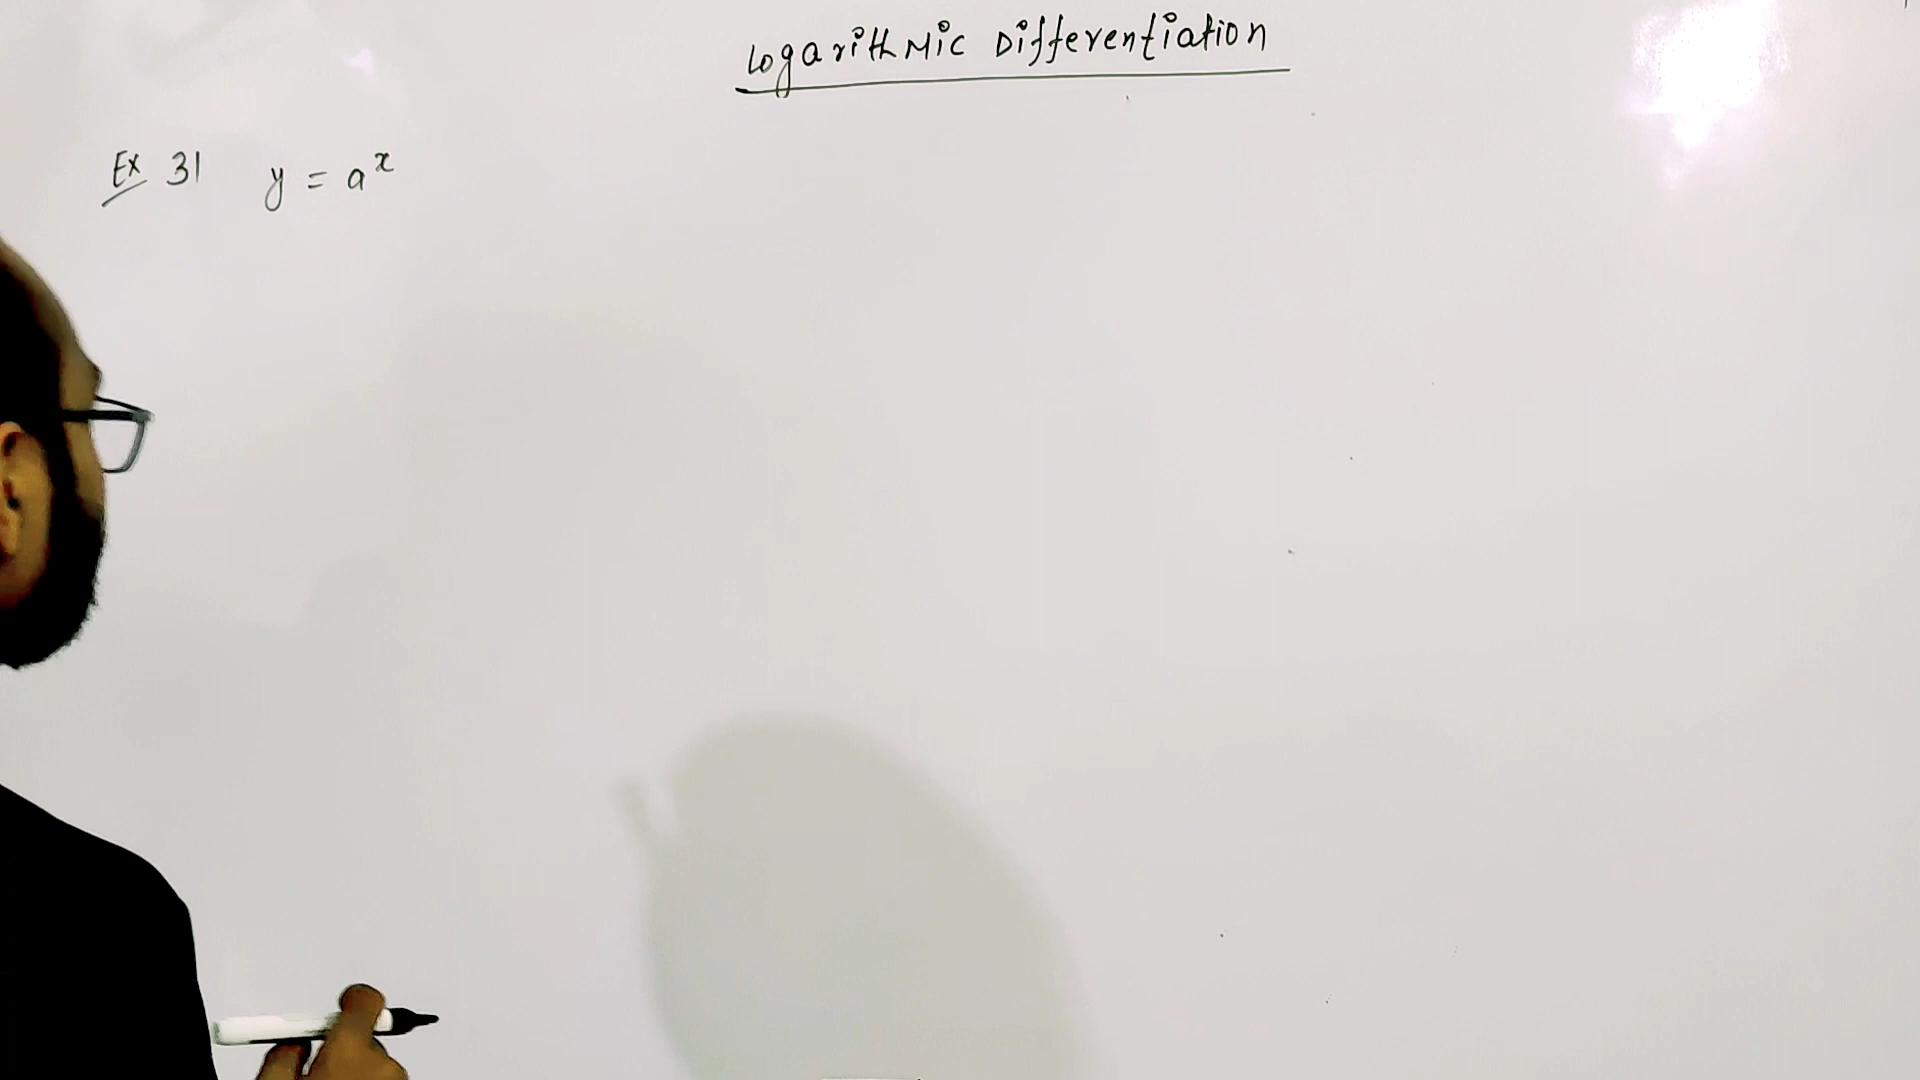 Logarithmic Differentiation
Ex 31 y = a^x